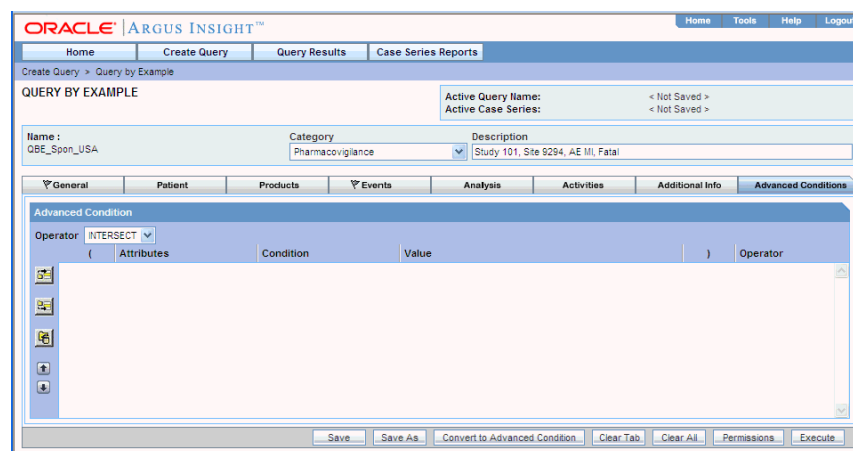 ORACLE® | ARGUS INSIGHT™
Home Tools Help Logout
Home Create Query Query Results Case Series Reports
Create Query > Query by Example
QUERY BY EXAMPLE
Active Query Name: < Not Saved >
Active Case Series: < Not Saved >
Name : Category Description
QBE_Spon_USA Pharmacovigilance Study 101, Site 9294, AE MI, Fatal
General Patient Products Events Analysis Activities Additional Info Advanced Conditions
Advanced Condition
Operator INTERSECT
( Attributes Condition Value ) Operator
Save Save As Convert to Advanced Condition Clear Tab Clear All Permissions Execute